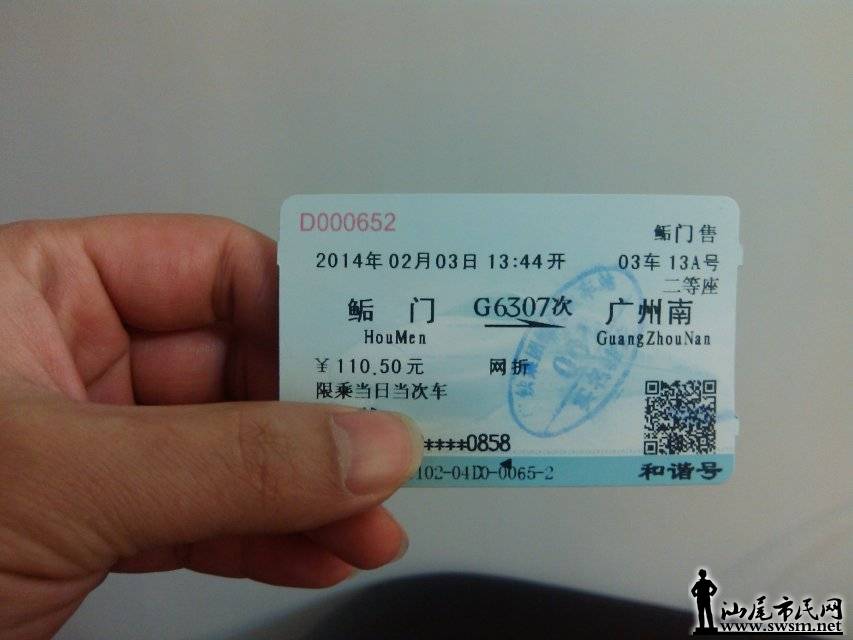 D000652
鲘门售
2014年02月03日13:44开 03车13A号
二等座
鲘门 G6307次 广州南
HouMen GuangZhouNan
￥110.50元 网折
限乘当日当次车
****0858
102-04D0-0065-2 和谐号
汕尾市民网
www.swsm.net